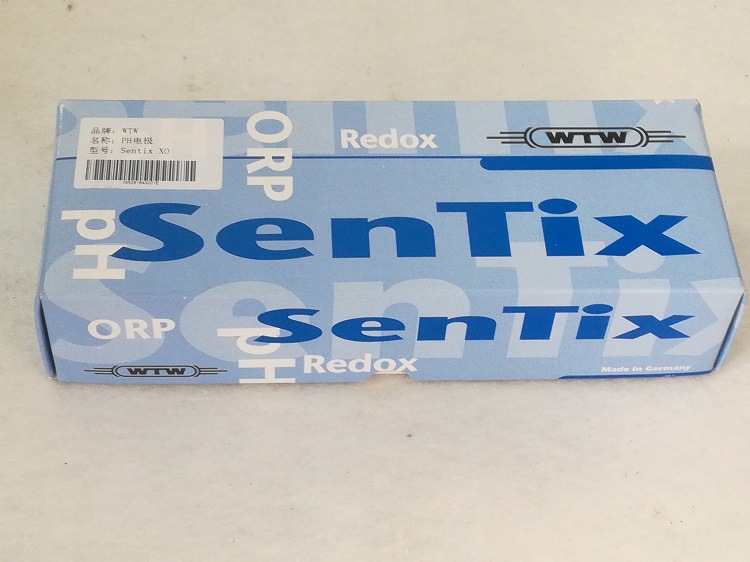 品牌: WTW
名称: PH电极
型号: Sentix XO
ORP
Redox
WTW
pH
SenTix
SenTix
ORP
pH
SenTix
Redox
WTW
Made in Germany